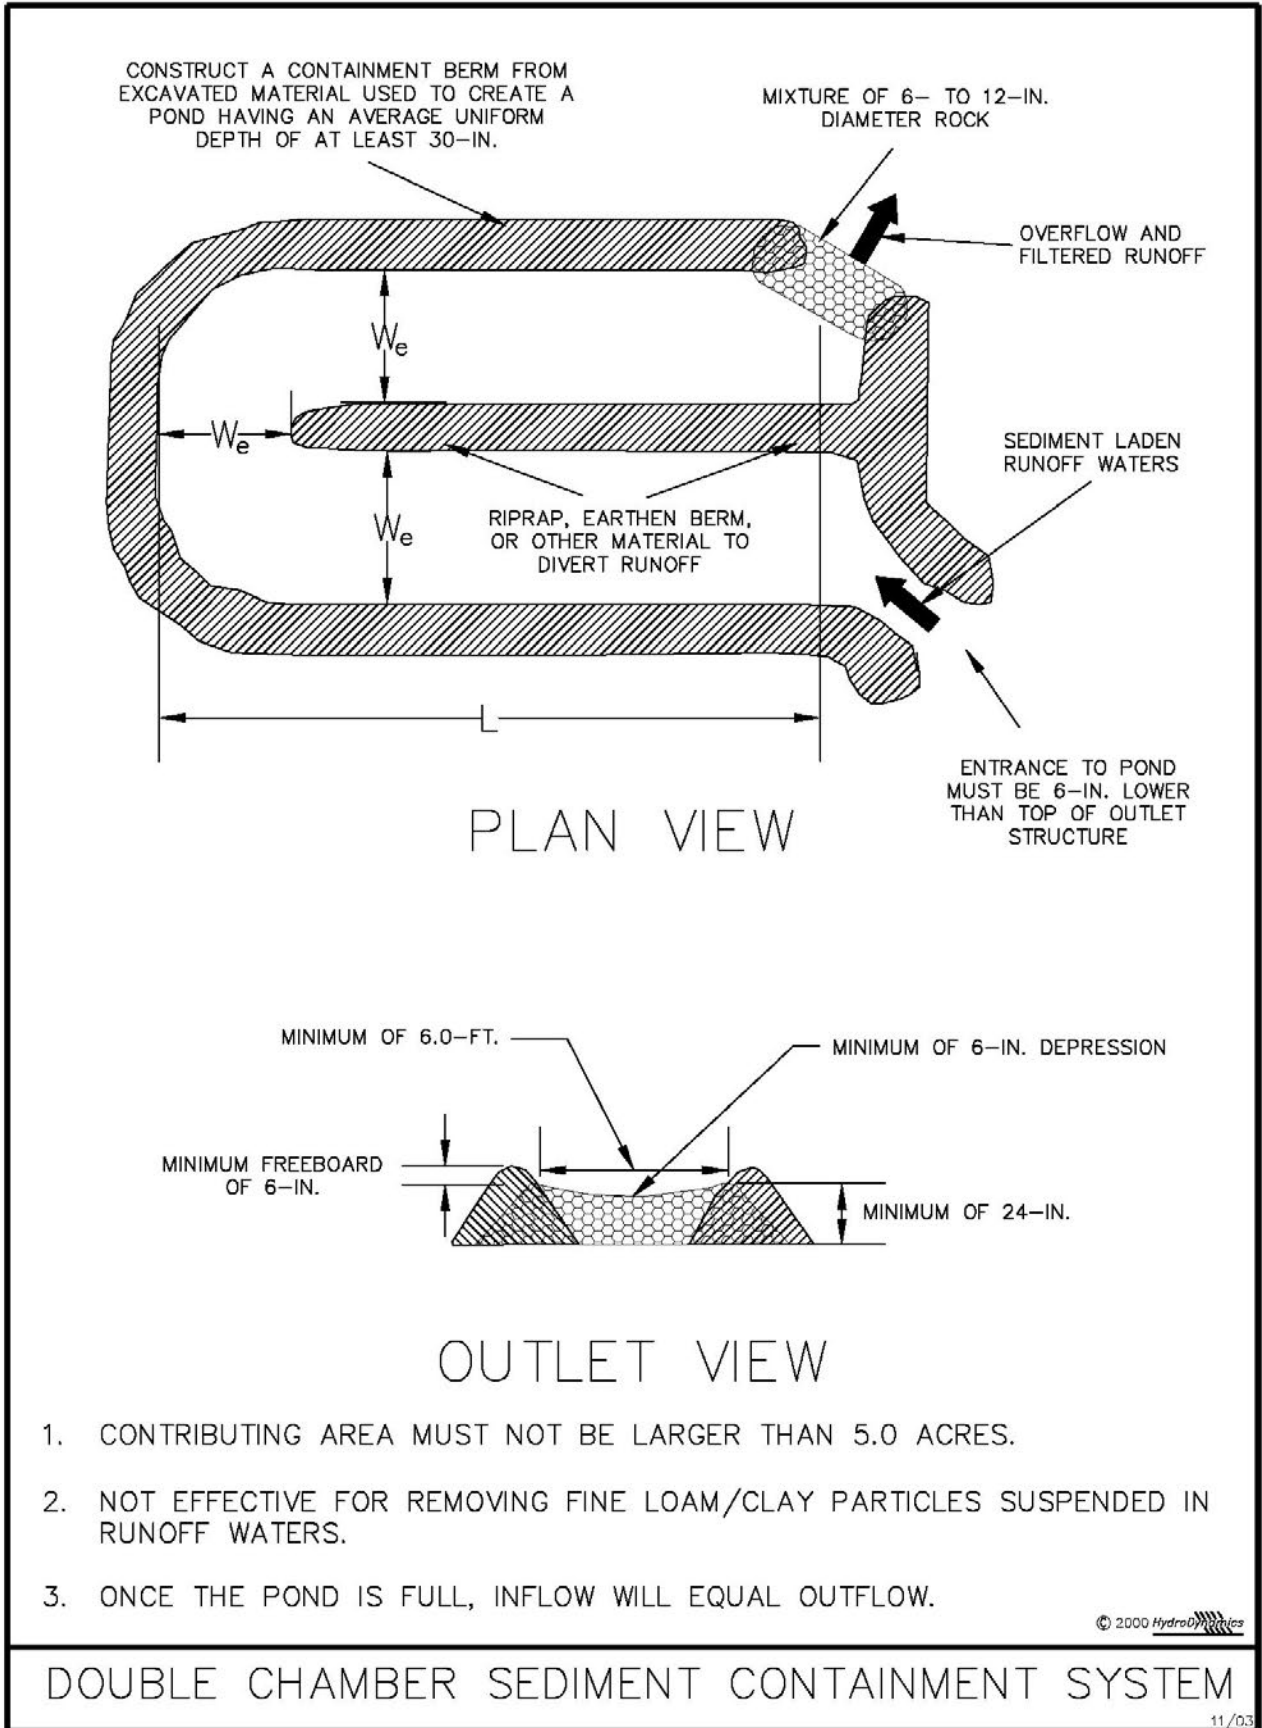 CONSTRUCT A CONTAINMENT BERM FROM
EXCAVATED MATERIAL USED TO CREATE A
POND HAVING AN AVERAGE UNIFORM
DEPTH OF AT LEAST 30-IN.
MIXTURE OF 6- TO 12-IN.
DIAMETER ROCK
OVERFLOW AND
FILTERED RUNOFF
We
We
SEDIMENT LADEN
RUNOFF WATERS
We
RIPRAP, EARTHEN BERM,
OR OTHER MATERIAL TO
DIVERT RUNOFF
L
ENTRANCE TO POND
MUST BE 6-IN. LOWER
THAN TOP OF OUTLET
STRUCTURE
PLAN VIEW
MINIMUM OF 6.0-FT.
MINIMUM OF 6-IN. DEPRESSION
MINIMUM FREEBOARD
OF 6-IN.
MINIMUM OF 24-IN.
OUTLET VIEW
1. CONTRIBUTING AREA MUST NOT BE LARGER THAN 5.0 ACRES.
2. NOT EFFECTIVE FOR REMOVING FINE LOAM/CLAY PARTICLES SUSPENDED IN
RUNOFF WATERS.
3. ONCE THE POND IS FULL, INFLOW WILL EQUAL OUTFLOW.
© 2000 HydroDynamics
DOUBLE CHAMBER SEDIMENT CONTAINMENT SYSTEM
11/03